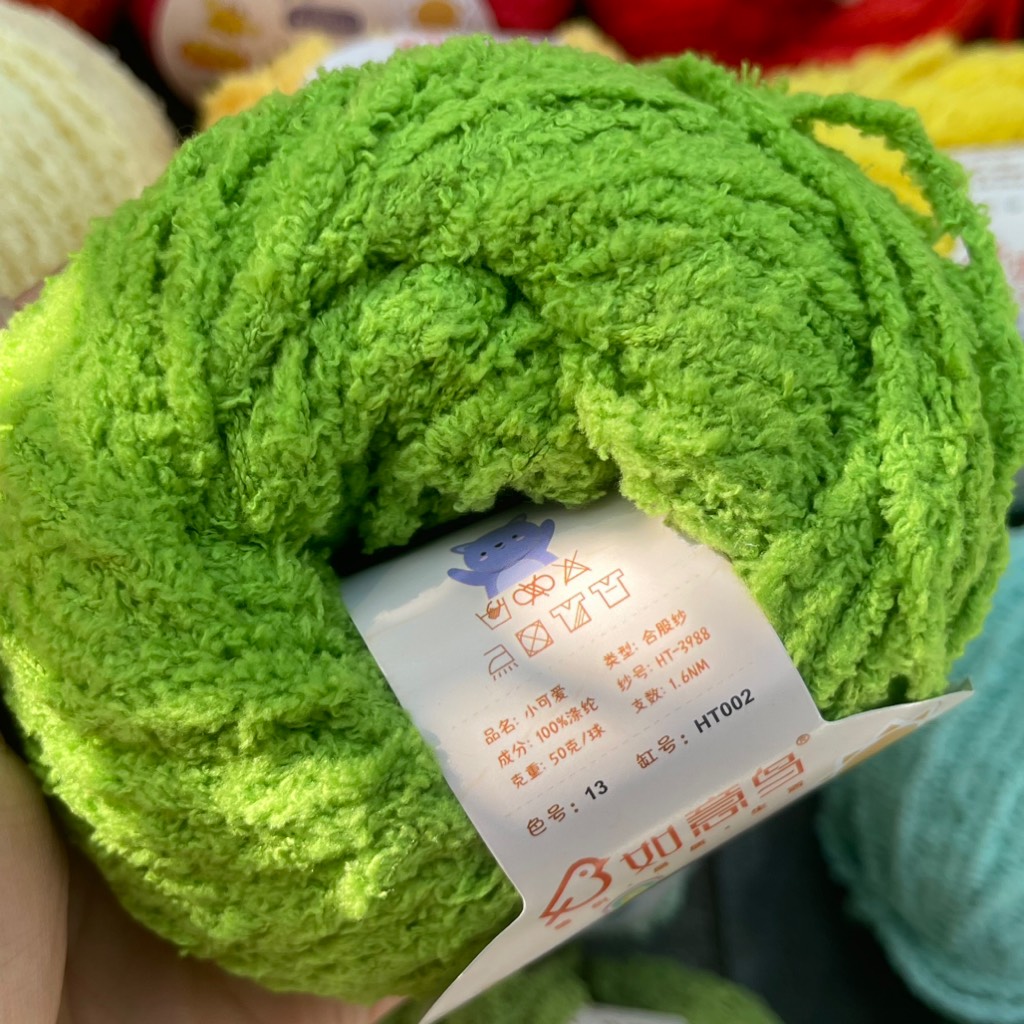 品名: 小可爱
成分: 100%涤纶
克重: 50克/球
类型: 合股纱
纱号: HT-3988
支数: 1.6NM
色号: 13
缸号: HT002
如意鸟®